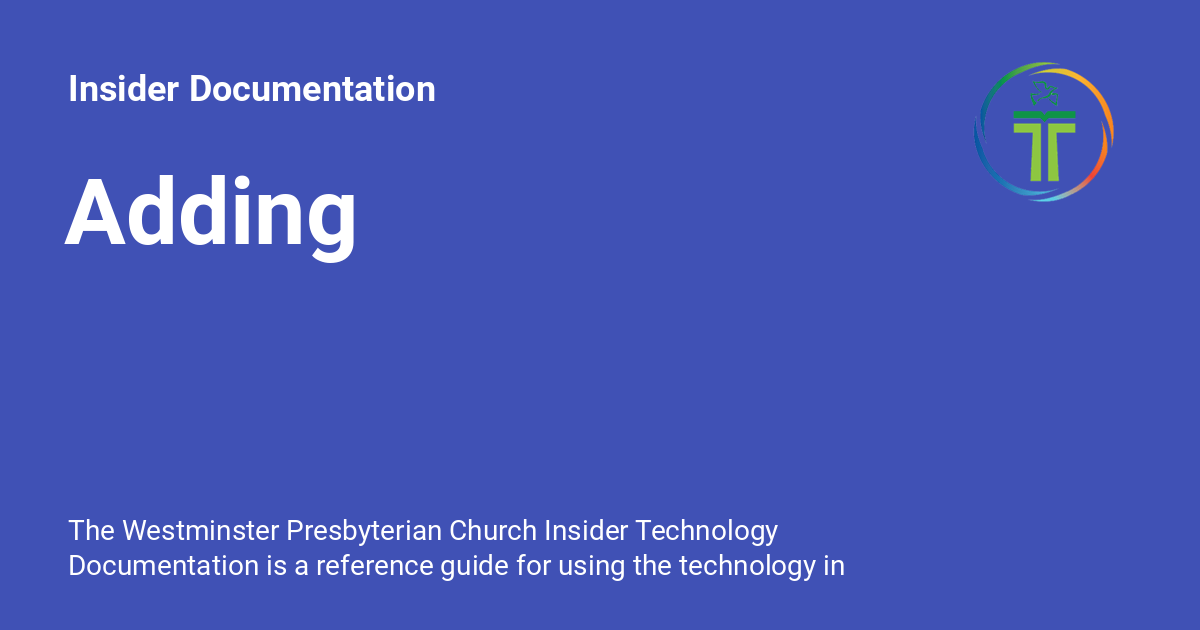 Insider Documentation
Adding
The Westminster Presbyterian Church Insider Technology
Documentation is a reference guide for using the technology in